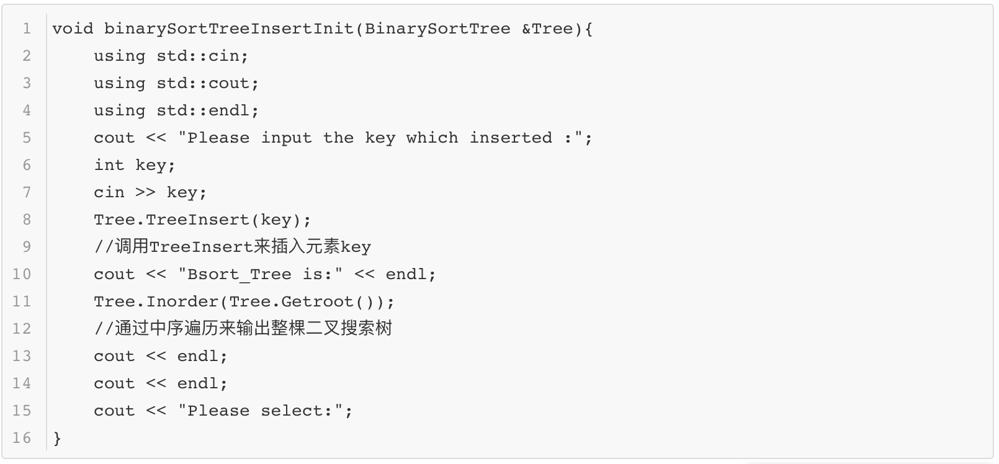 1 void binarySortTreeInsertInit(BinarySortTree &Tree){
2     using std::cin;
3     using std::cout;
4     using std::endl;
5     cout << "Please input the key which inserted :";
6     int key;
7     cin >> key;
8     Tree.TreeInsert(key);
9     //调用TreeInsert来插入元素key
10     cout << "Bsort_Tree is:" << endl;
11     Tree.Inorder(Tree.Getroot());
12     //通过中序遍历来输出整棵二叉搜索树
13     cout << endl;
14     cout << endl;
15     cout << "Please select:";
16 }